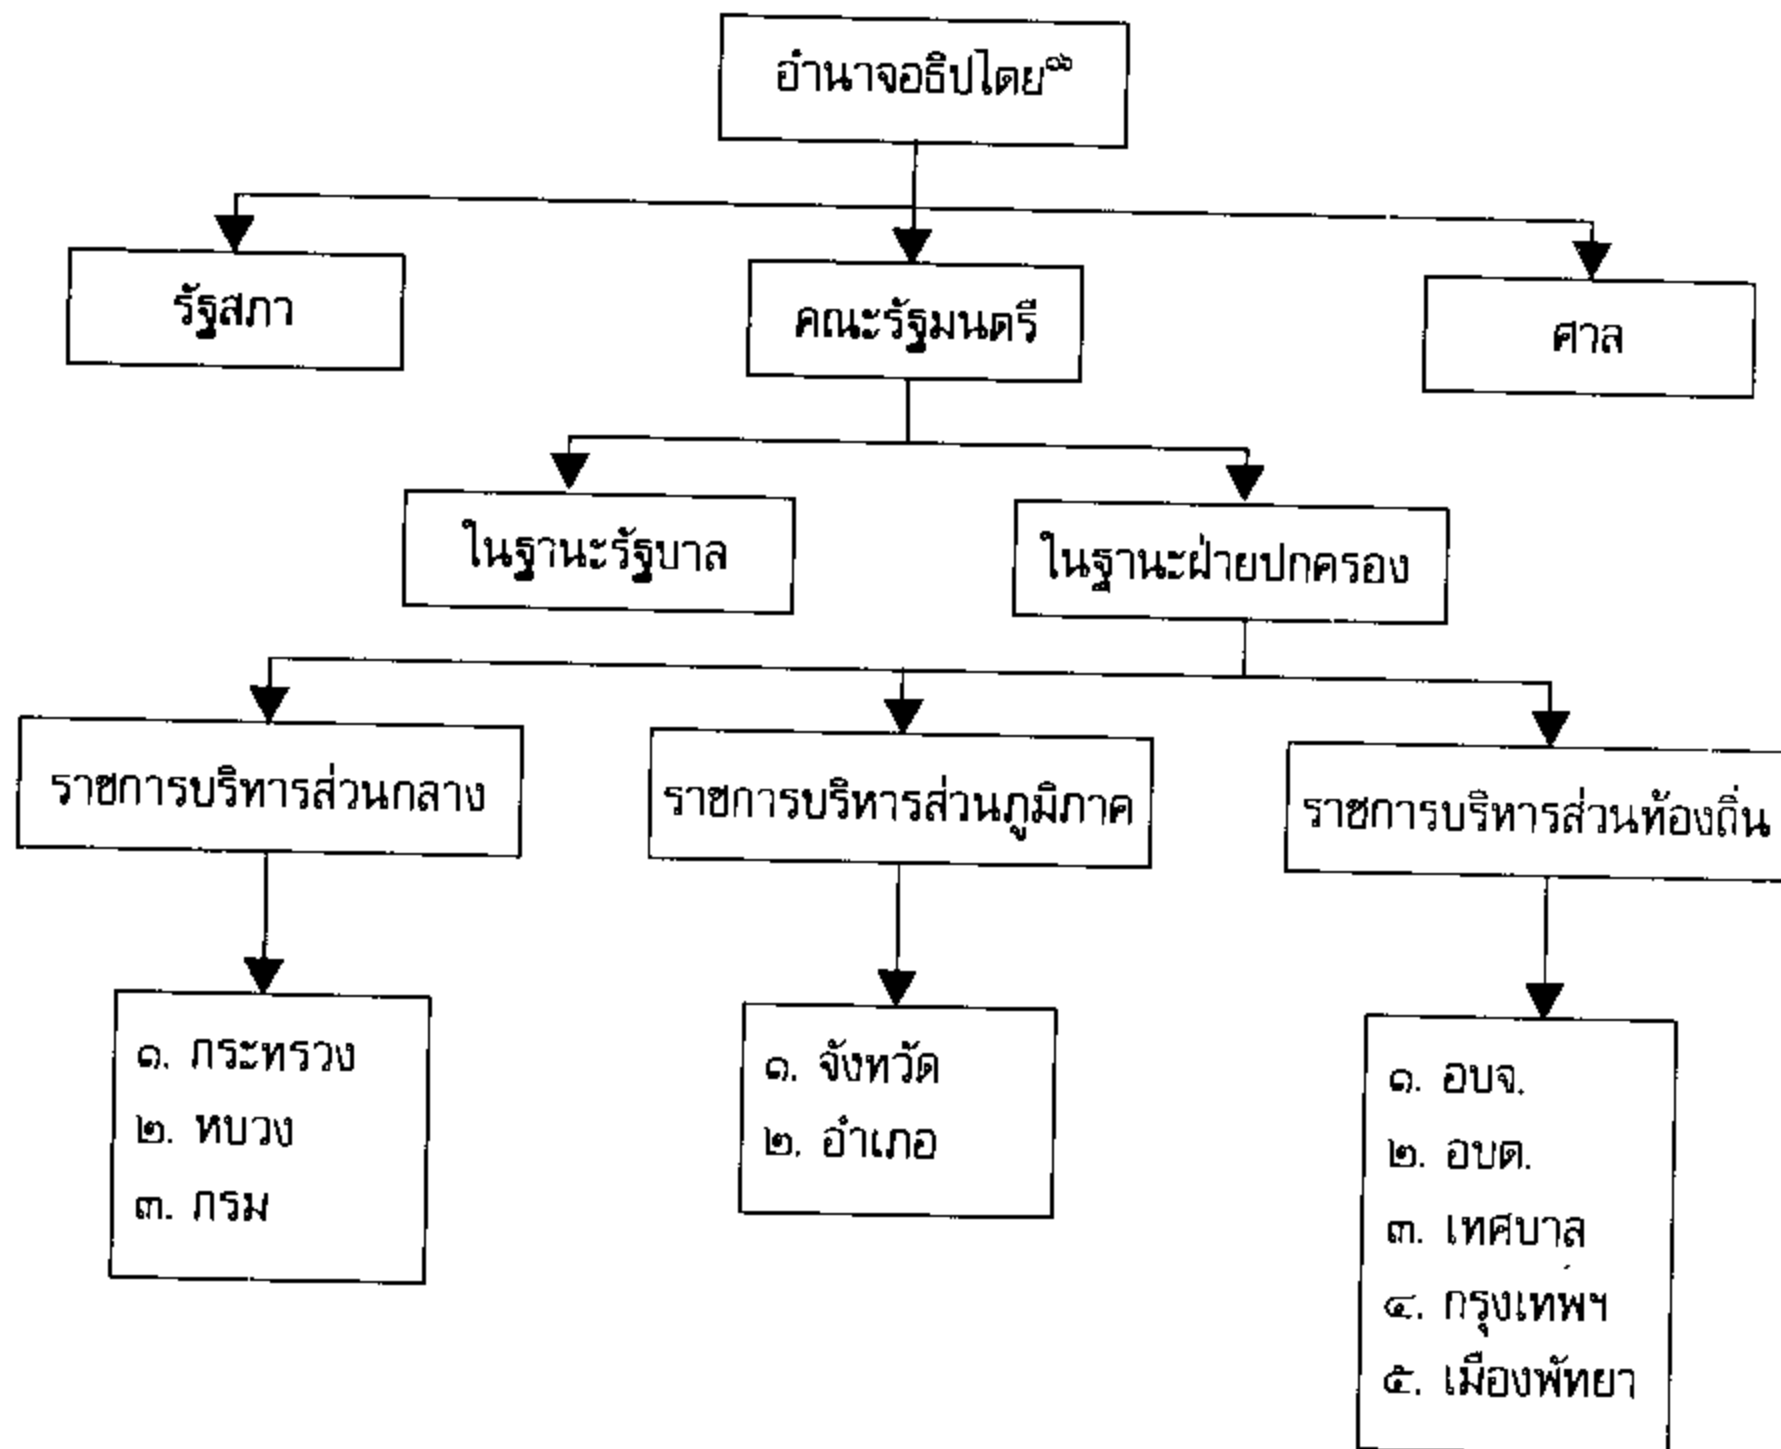 อำนาจอธิปไตย๑๖
รัฐสภา
คณะรัฐมนตรี
ศาล
ในฐานะรัฐบาล
ในฐานะฝ่ายปกครอง
ราชการบริหารส่วนกลาง
ราชการบริหารส่วนภูมิภาค
ราชการบริหารส่วนท้องถิ่น
๑. กระทรวง
๒. ทบวง
๓. กรม
๑. จังหวัด
๒. อำเภอ
๑. อบจ.
๒. อบต.
๓. เทศบาล
๔. กรุงเทพฯ
๕. เมืองพัทยา